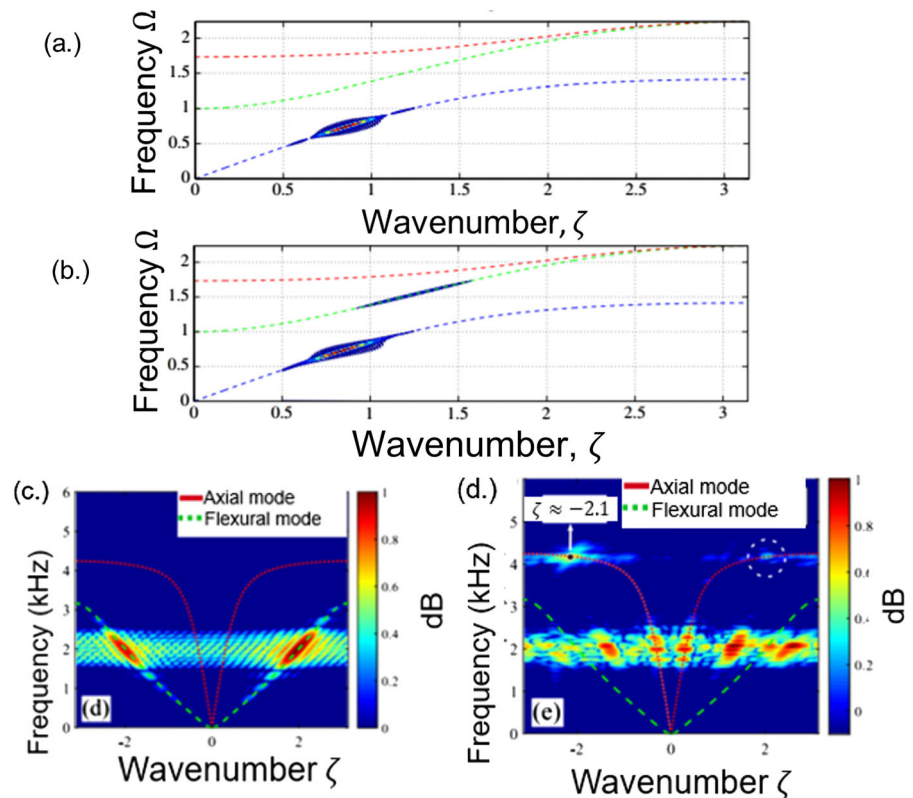 (a.)
Frequency Ω
2
1.5
1
0.5
0
0 0.5 1 1.5 2 2.5 3
Wavenumber, ζ
(b.)
Frequency Ω
2
1.5
1
0.5
0
0 0.5 1 1.5 2 2.5 3
Wavenumber, ζ
(c.)
Frequency (kHz)
6
5
4
3
2
1
0
Axial mode
Flexural mode
(d)
-2 0 2
Wavenumber ζ
1
0.8
0.6
0.4
0.2
0
dB
(d.)
Frequency (kHz)
5
4
3
2
1
0
ζ ≈ −2.1
Axial mode
Flexural mode
(e)
-2 0 2
Wavenumber ζ
1
0.8
0.6
0.4
0.2
0
dB